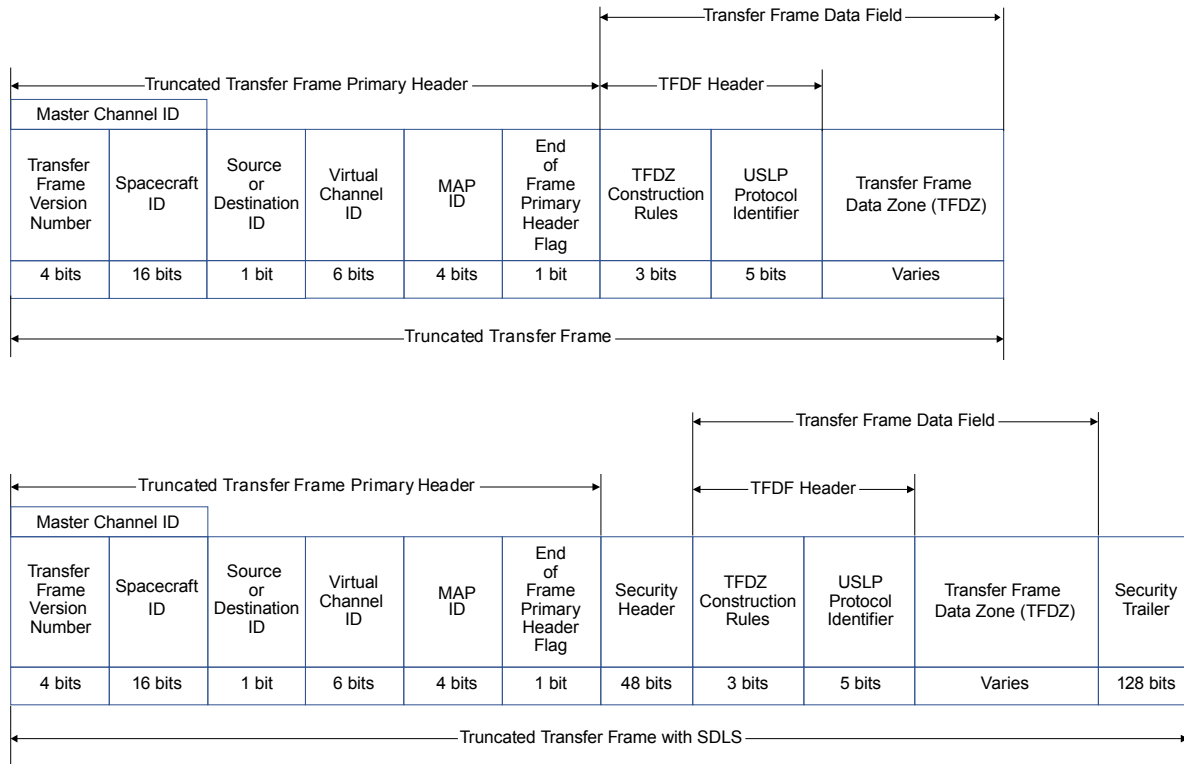 Transfer Frame Data Field
Truncated Transfer Frame Primary Header
TFDF Header
Master Channel ID
Transfer
Frame
Version
Number
Spacecraft
ID
Source
or
Destination
ID
Virtual
Channel
ID
MAP
ID
End
of
Frame
Primary
Header
Flag
TFDZ
Construction
Rules
USLP
Protocol
Identifier
Transfer Frame
Data Zone (TFDZ)
4 bits
16 bits
1 bit
6 bits
4 bits
1 bit
3 bits
5 bits
Varies
Truncated Transfer Frame
Transfer Frame Data Field
Truncated Transfer Frame Primary Header
TFDF Header
Master Channel ID
Transfer
Frame
Version
Number
Spacecraft
ID
Source
or
Destination
ID
Virtual
Channel
ID
MAP
ID
End
of
Frame
Primary
Header
Flag
Security
Header
TFDZ
Construction
Rules
USLP
Protocol
Identifier
Transfer Frame
Data Zone (TFDZ)
Security
Trailer
4 bits
16 bits
1 bit
6 bits
4 bits
1 bit
48 bits
3 bits
5 bits
Varies
128 bits
Truncated Transfer Frame with SDLS